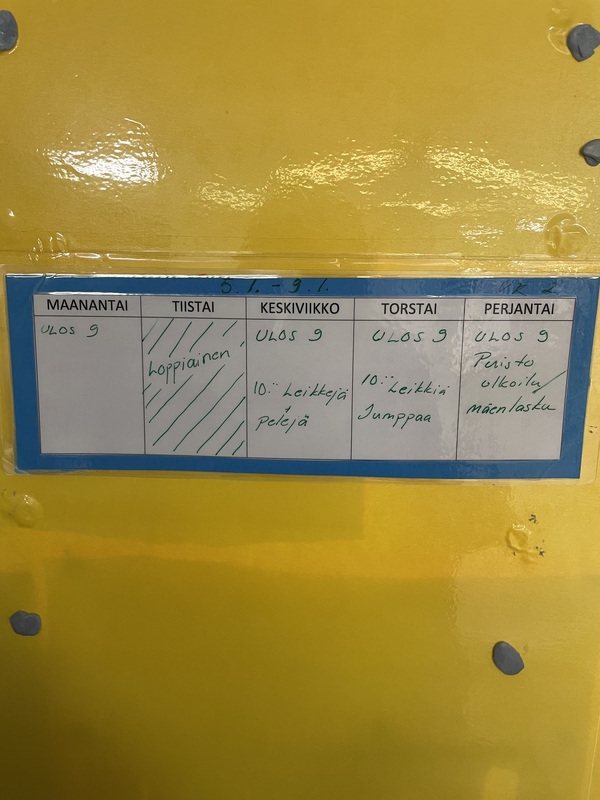 5.1. - 9.1.
MAANANTAI TIISTAI KESKIVIIKKO TORSTAI PERJANTAI
ULOS 9
Loppiainen
ULOS 9
10:¨ Leikkejä
+
pelejä
ULOS 9
10:¨ Leikkiä
Jumppaa
ULOS 9
Puisto
ulkoilu/
mäenlasku